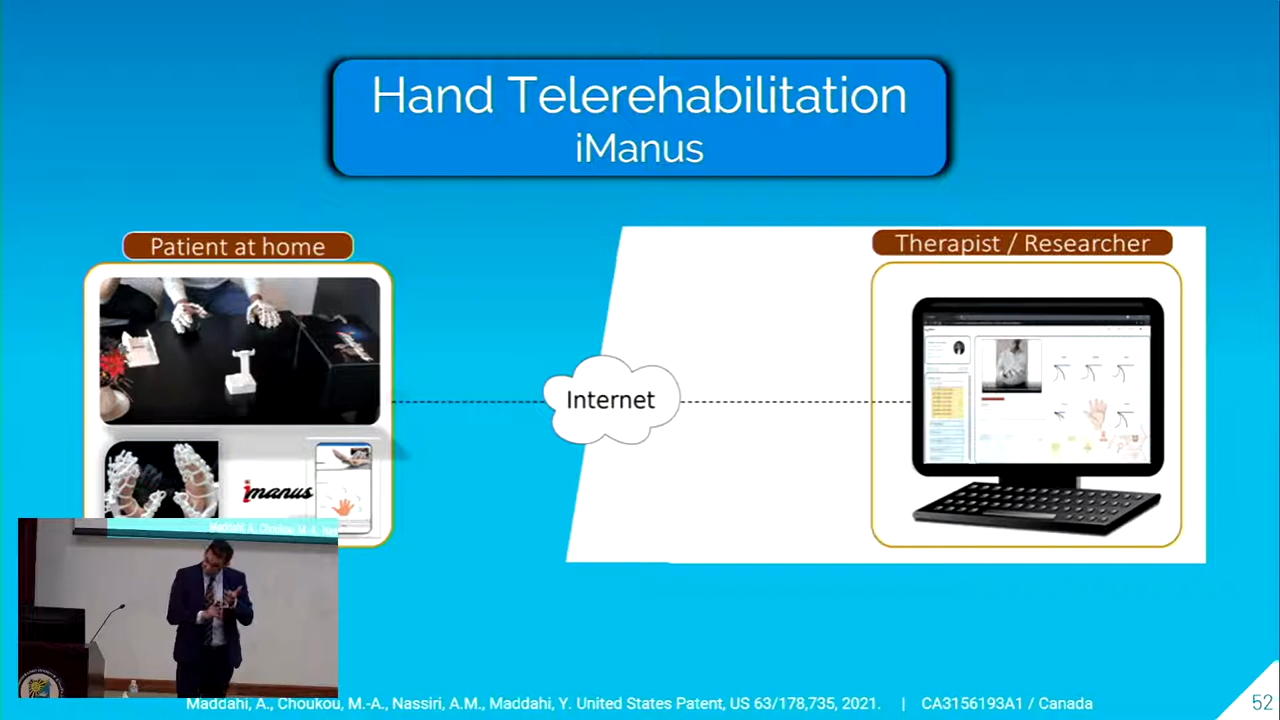 Hand Telerehabilitation
iManus
Patient at home
Therapist / Researcher
Internet
imanus
Maddahi, A., Choukou, M.-A., Nassiri, A.M., Maddahi, Y. United States Patent, US 63/178,735, 2021. | CA3156193A1 / Canada
52